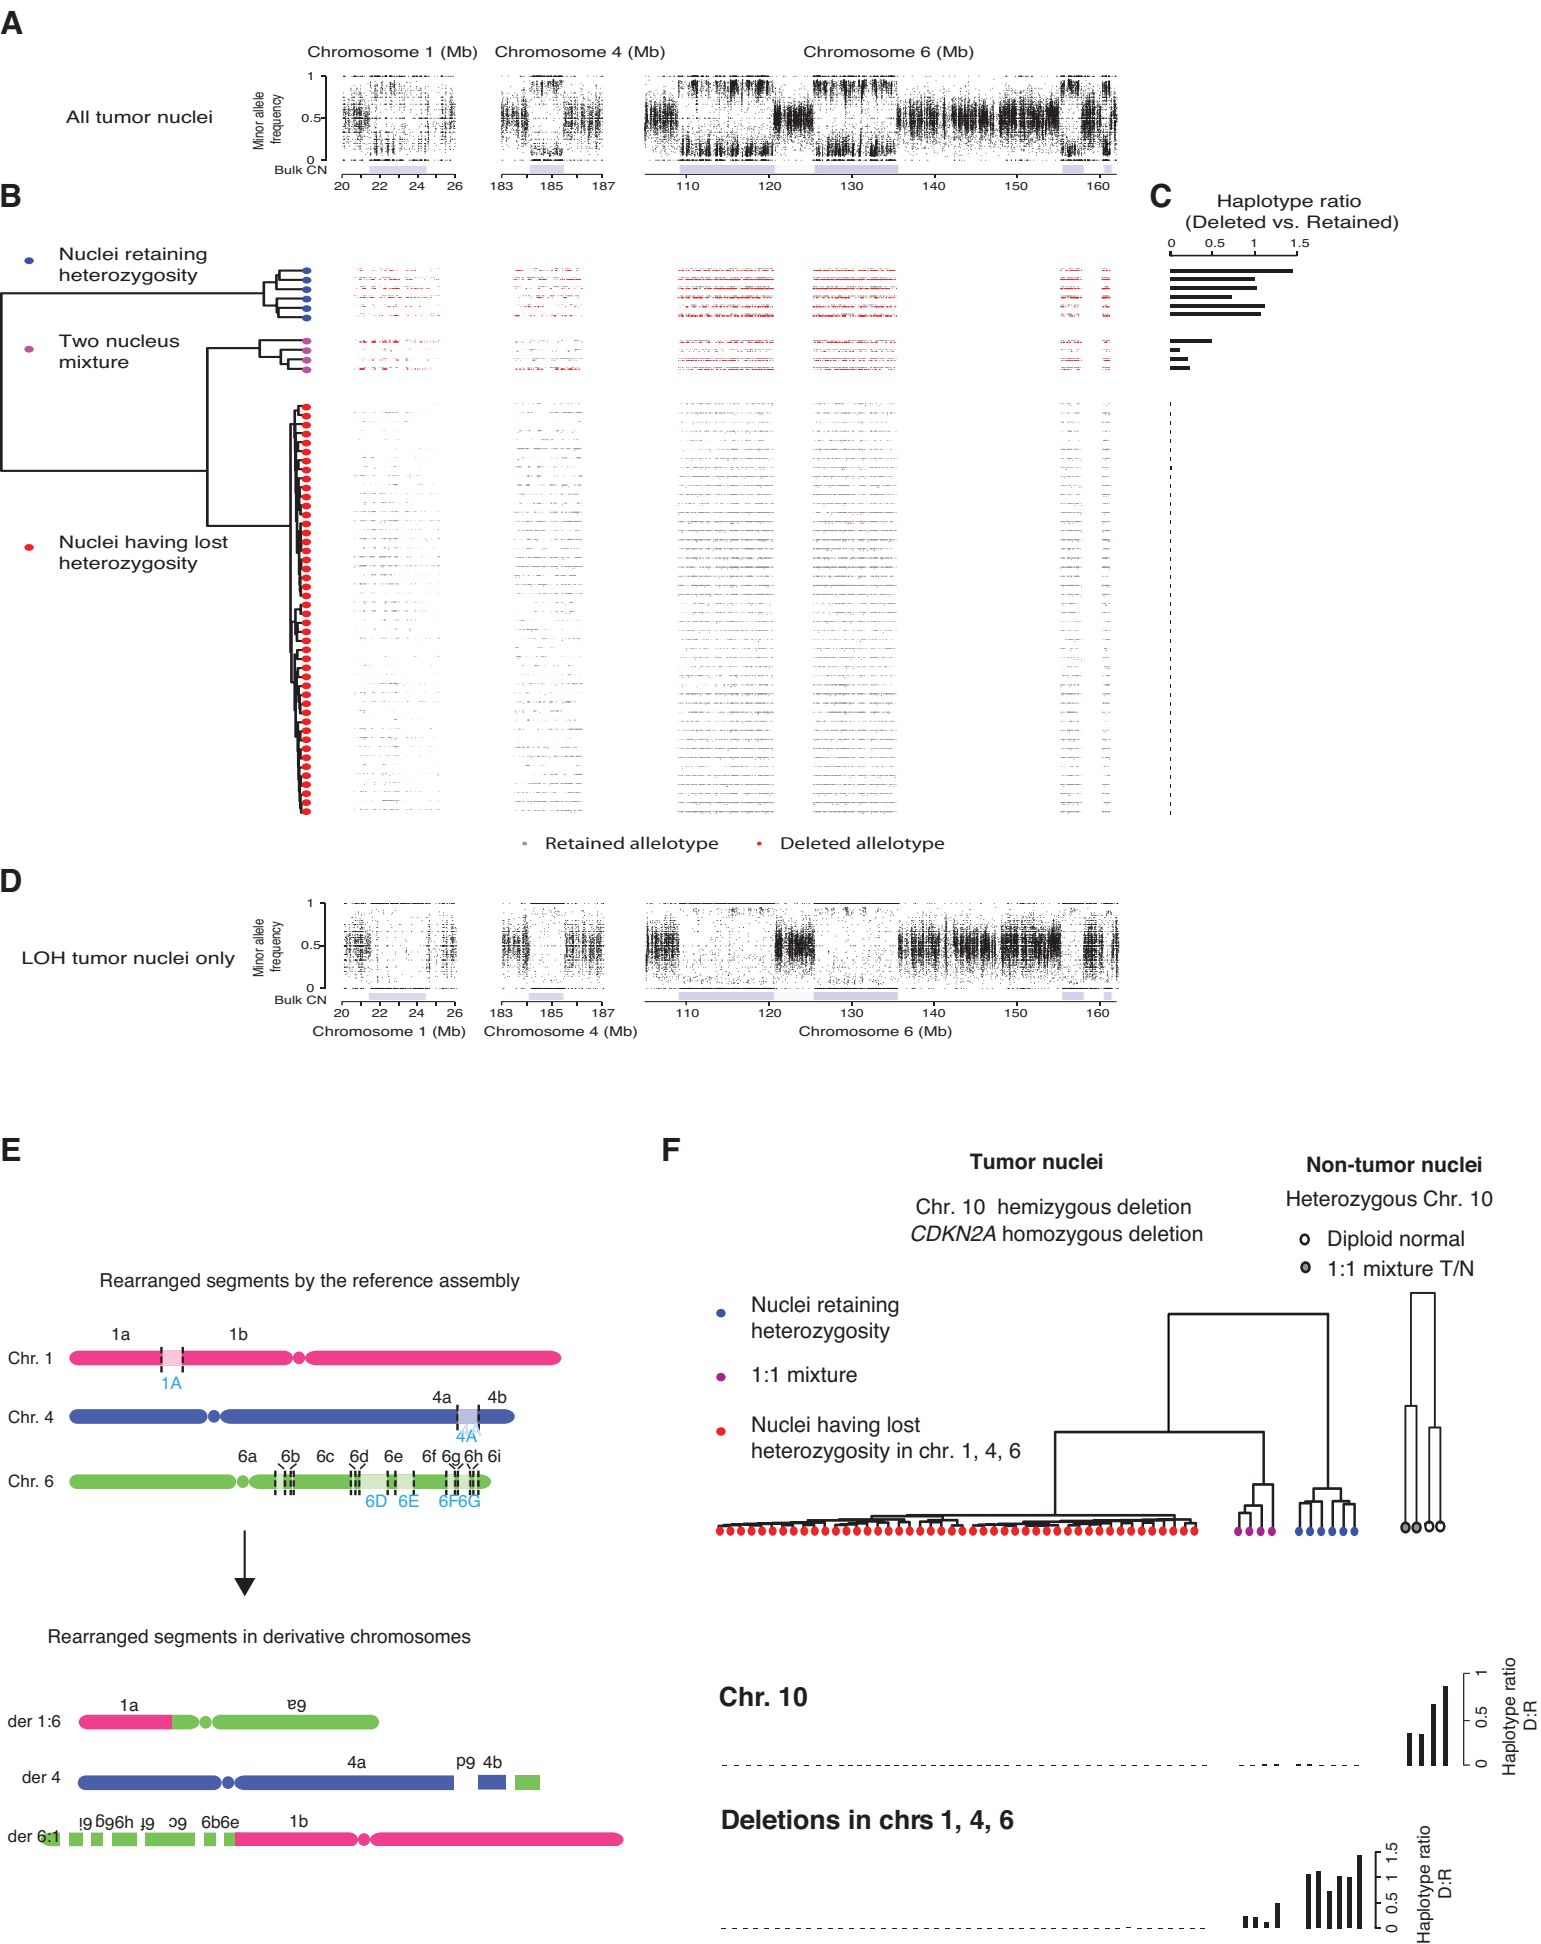 A
Chromosome 1 (Mb) Chromosome 4 (Mb) Chromosome 6 (Mb)
All tumor nuclei
Minor allele
frequency
1
0.5
0
Bulk CN
20 22 24 26 183 185 187 110 120 130 140 150 160
B
C
Haplotype ratio
(Deleted vs. Retained)
0 0.5 1 1.5
Nuclei retaining
heterozygosity
Two nucleus
mixture
Nuclei having lost
heterozygosity
Retained allelotype Deleted allelotype
D
LOH tumor nuclei only
Minor allele
frequency
1
0.5
0
Bulk CN
20 22 24 26 183 185 187 110 120 130 140 150 160
Chromosome 1 (Mb) Chromosome 4 (Mb) Chromosome 6 (Mb)
E
Rearranged segments by the reference assembly
1a 1b
Chr. 1
1A
4a 4b
Chr. 4
4A
6a 6b 6c 6d 6e 6f 6g 6h 6i
Chr. 6
6D 6E 6F 6G
Rearranged segments in derivative chromosomes
1a 6a
der 1:6
4a 6d 4b
der 4
6i 6g 6h 6f 6c 6b 6e 1b
der 6:1
F
Tumor nuclei
Chr. 10 hemizygous deletion
CDKN2A homozygous deletion
Non-tumor nuclei
Heterozygous Chr. 10
Diploid normal
1:1 mixture T/N
Nuclei retaining
heterozygosity
1:1 mixture
Nuclei having lost
heterozygosity in chr. 1, 4, 6
Chr. 10
0 0.5 1
Haplotype ratio
D:R
Deletions in chrs 1, 4, 6
0 0.5 1 1.5
Haplotype ratio
D:R